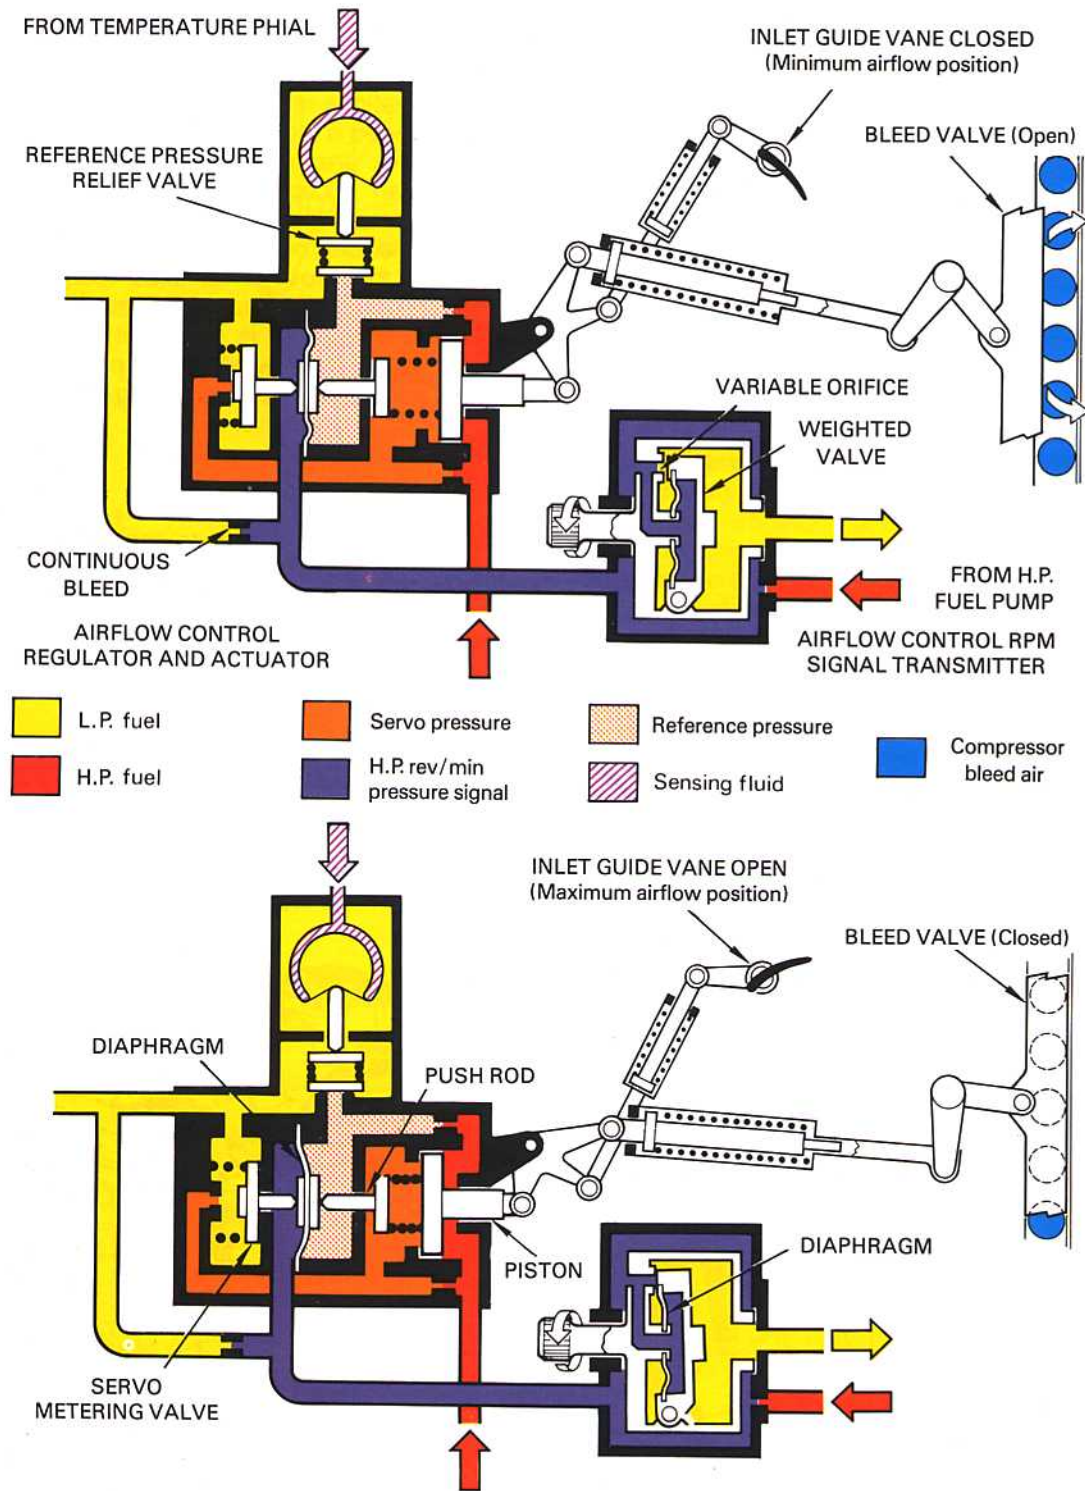 FROM TEMPERATURE PHIAL
INLET GUIDE VANE CLOSED
(Minimum airflow position)
BLEED VALVE (Open)
REFERENCE PRESSURE
RELIEF VALVE
VARIABLE ORIFICE
WEIGHTED
VALVE
CONTINUOUS
BLEED
FROM H.P.
FUEL PUMP
AIRFLOW CONTROL
REGULATOR AND ACTUATOR
AIRFLOW CONTROL RPM
SIGNAL TRANSMITTER
L.P. fuel
Servo pressure
Reference pressure
Compressor
bleed air
H.P. fuel
H.P. rev/min
pressure signal
Sensing fluid
INLET GUIDE VANE OPEN
(Maximum airflow position)
BLEED VALVE (Closed)
DIAPHRAGM
PUSH ROD
PISTON
DIAPHRAGM
SERVO
METERING VALVE